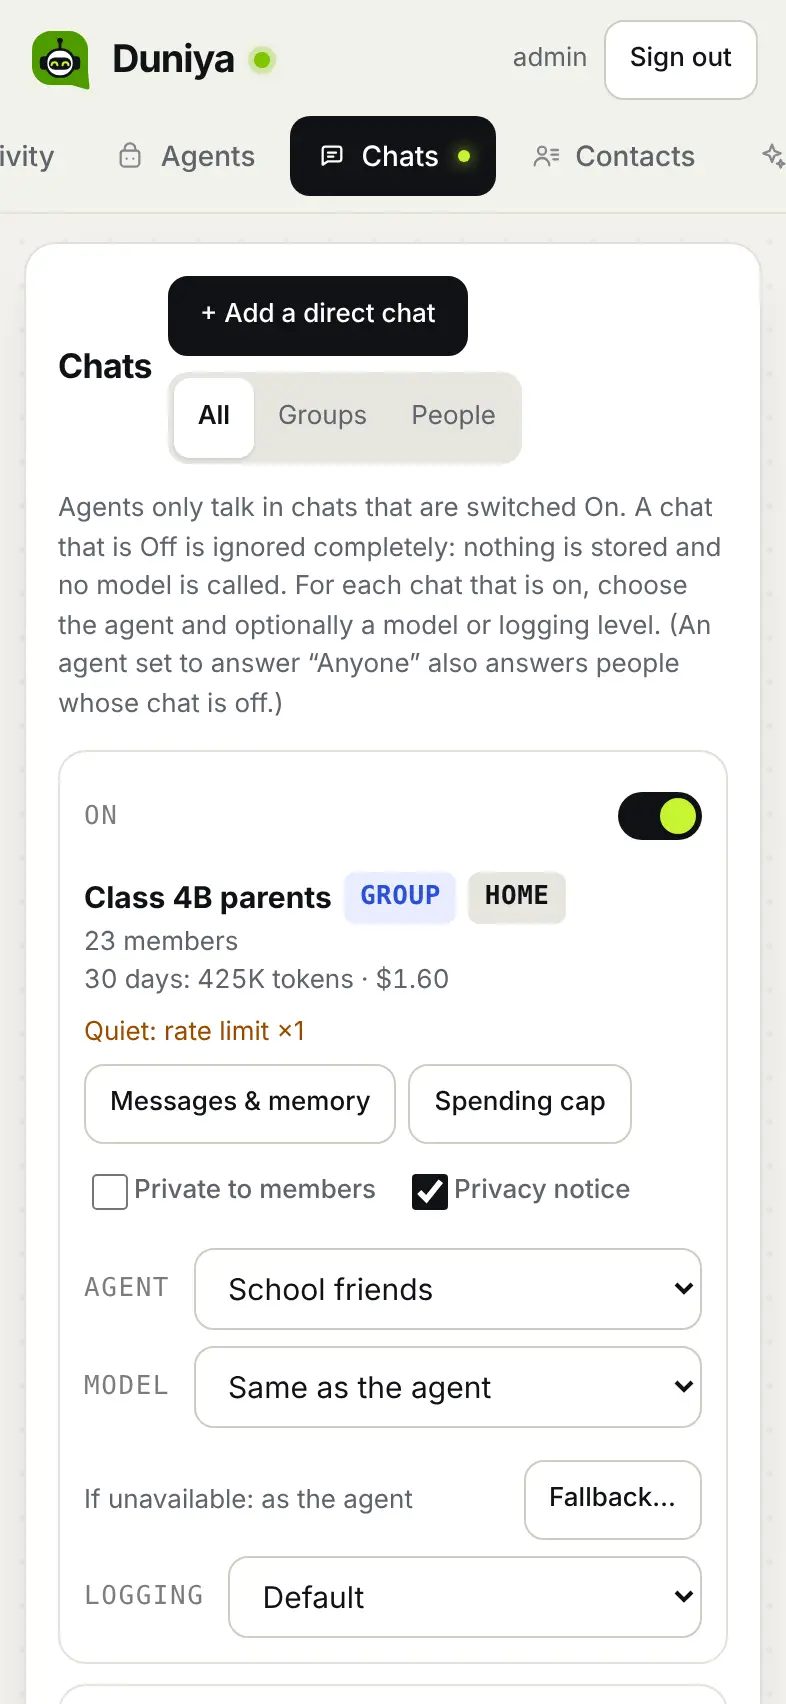 Duniya
admin
Sign out
ivity
Agents
Chats
Contacts
Chats
+ Add a direct chat
All
Groups
People
Agents only talk in chats that are switched On. A chat
that is Off is ignored completely: nothing is stored and
no model is called. For each chat that is on, choose
the agent and optionally a model or logging level. (An
agent set to answer “Anyone” also answers people
whose chat is off.)
ON
Class 4B parents
GROUP
HOME
23 members
30 days: 425K tokens · $1.60
Quiet: rate limit ×1
Messages & memory
Spending cap
Private to members
Privacy notice
AGENT
School friends
MODEL
Same as the agent
If unavailable: as the agent
Fallback…
LOGGING
Default